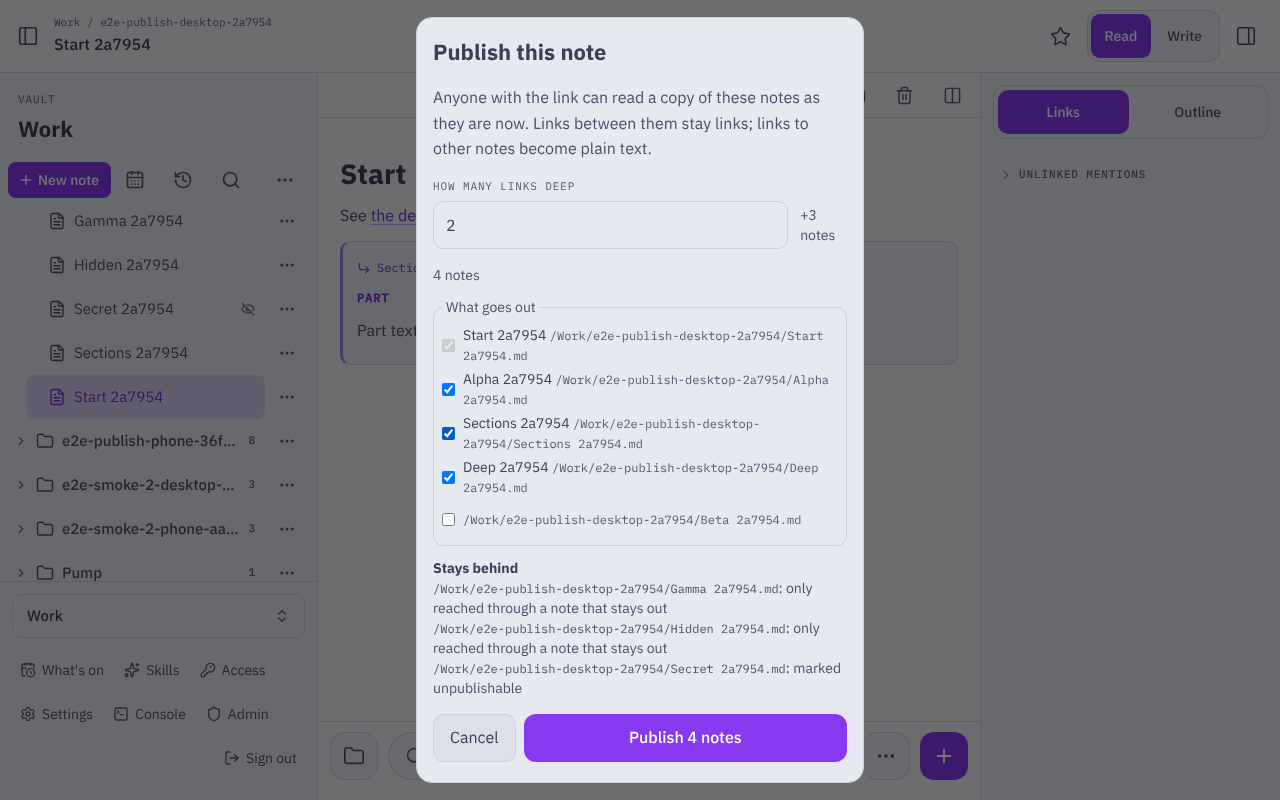 Work / e2e-publish-desktop-2a7954
Start 2a7954
Read
Write
VAULT
Work
New note
Gamma 2a7954
Hidden 2a7954
Secret 2a7954
Sections 2a7954
Start 2a7954
e2e-publish-phone-36f... 8
e2e-smoke-2-desktop-... 3
e2e-smoke-2-phone-aa... 3
Pump 1
Work
What's on
Skills
Access
Settings
Console
Admin
Sign out
Start
See the de
Sectio
PART
Part text
Publish this note
Anyone with the link can read a copy of these notes as
they are now. Links between them stay links; links to
other notes become plain text.
HOW MANY LINKS DEEP
2
+3
notes
4 notes
What goes out
Start 2a7954 /Work/e2e-publish-desktop-2a7954/Start
2a7954.md
Alpha 2a7954 /Work/e2e-publish-desktop-2a7954/Alpha
2a7954.md
Sections 2a7954 /Work/e2e-publish-desktop-
2a7954/Sections 2a7954.md
Deep 2a7954 /Work/e2e-publish-desktop-2a7954/Deep
2a7954.md
/Work/e2e-publish-desktop-2a7954/Beta 2a7954.md
Stays behind
/Work/e2e-publish-desktop-2a7954/Gamma 2a7954.md: only
reached through a note that stays out
/Work/e2e-publish-desktop-2a7954/Hidden 2a7954.md: only
reached through a note that stays out
/Work/e2e-publish-desktop-2a7954/Secret 2a7954.md: marked
unpublishable
Cancel
Publish 4 notes
Links
Outline
UNLINKED MENTIONS